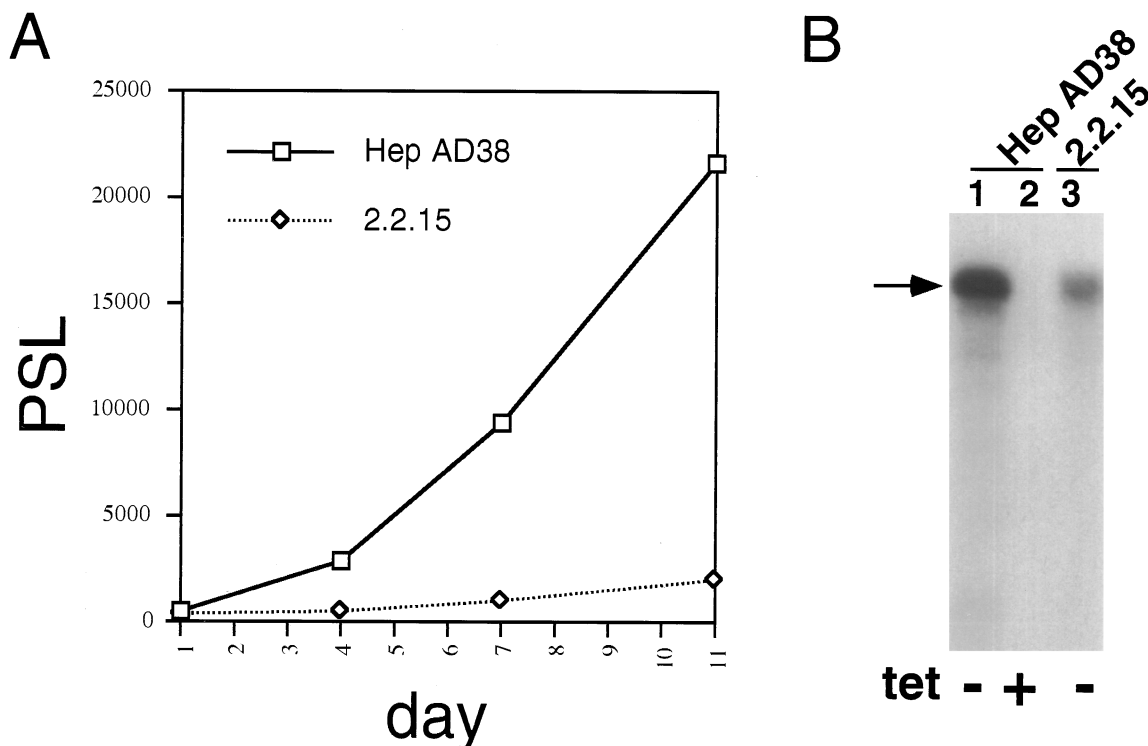 A
B
25000
20000
15000
10000
5000
0
PSL
Hep AD38
2.2.15
1 2 3 4 5 6 7 8 9 10 11
day
Hep AD38
2.2.15
1 2 3
tet - + -